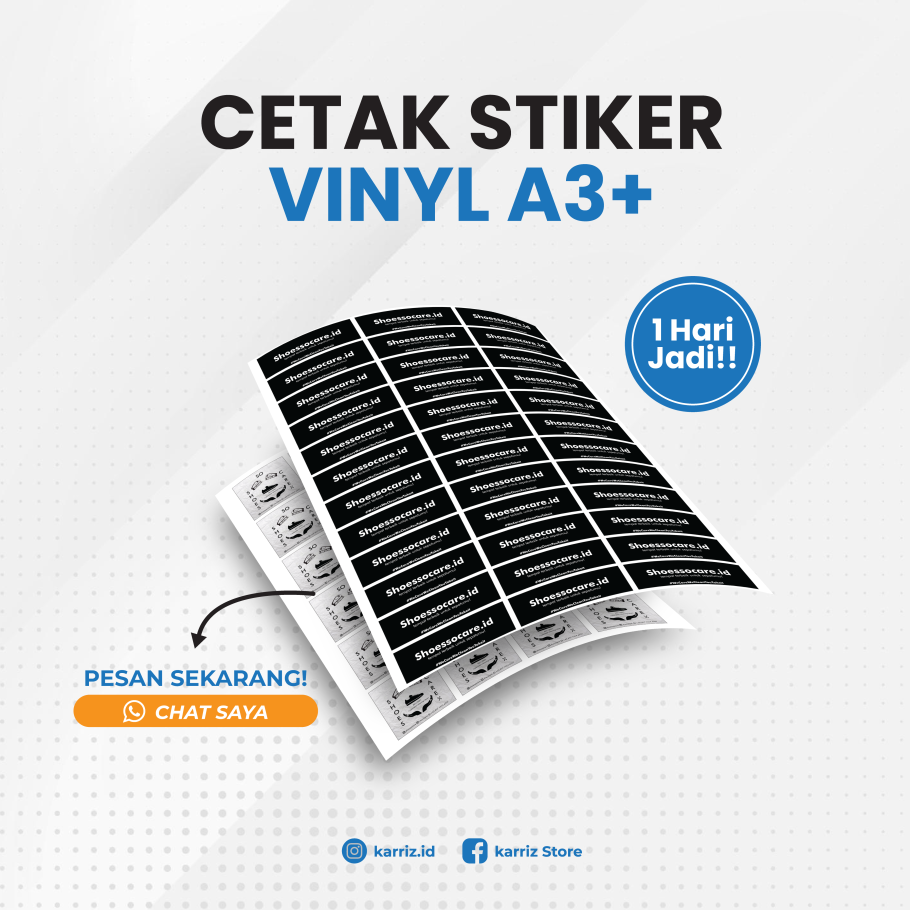 CETAK STIKER
VINYL A3+
1 Hari
Jadi!!
Shoessocare.id
PESAN SEKARANG!
CHAT SAYA
karriz.id
karriz Store